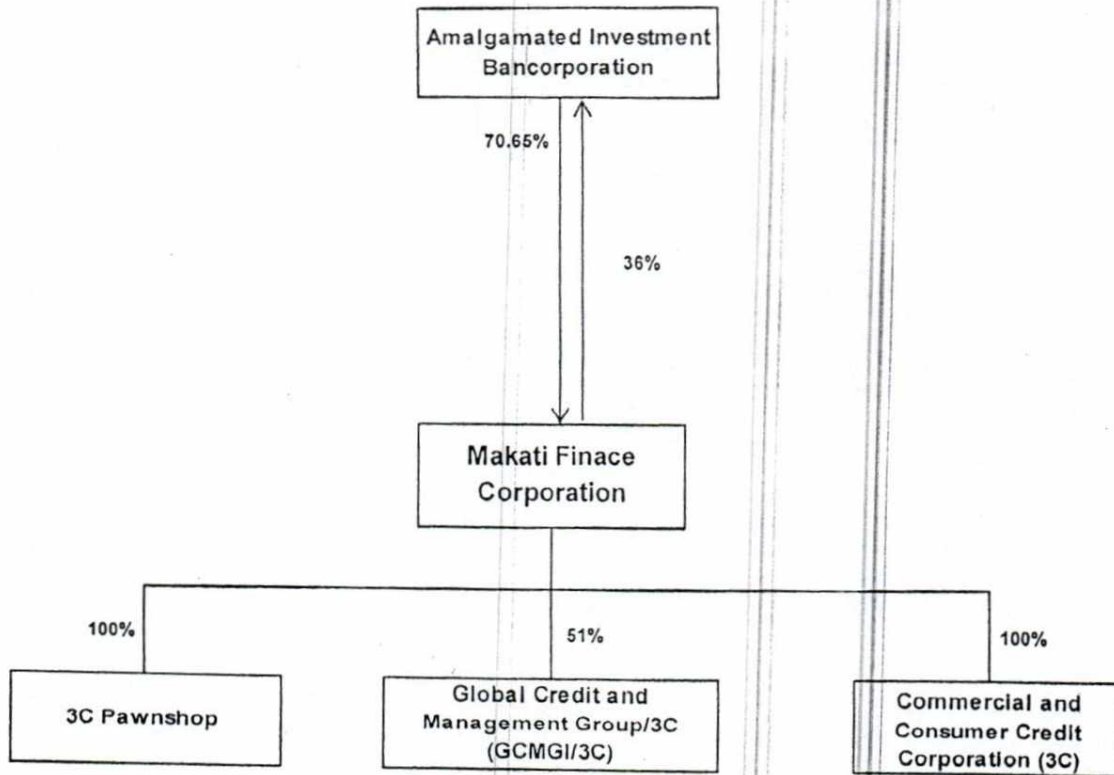 Amalgamated Investment
Bancorporation
70.65%
36%
Makati Finace
Corporation
100%
51%
100%
3C Pawnshop
Global Credit and
Management Group/3C
(GCMGI/3C)
Commercial and
Consumer Credit
Corporation (3C)